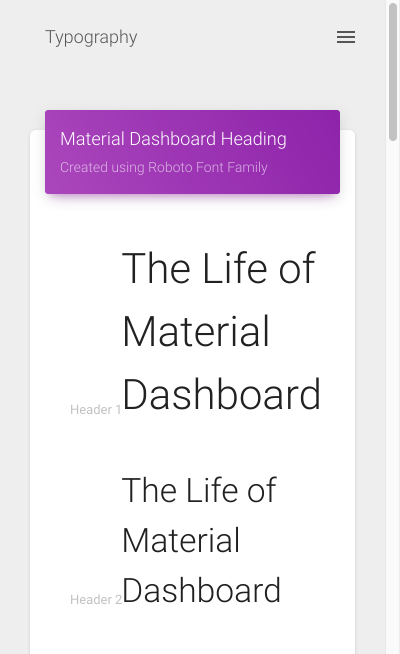 Typography
Material Dashboard Heading
Created using Roboto Font Family
The Life of
Material
Header 1 Dashboard
The Life of
Material
Header 2 Dashboard